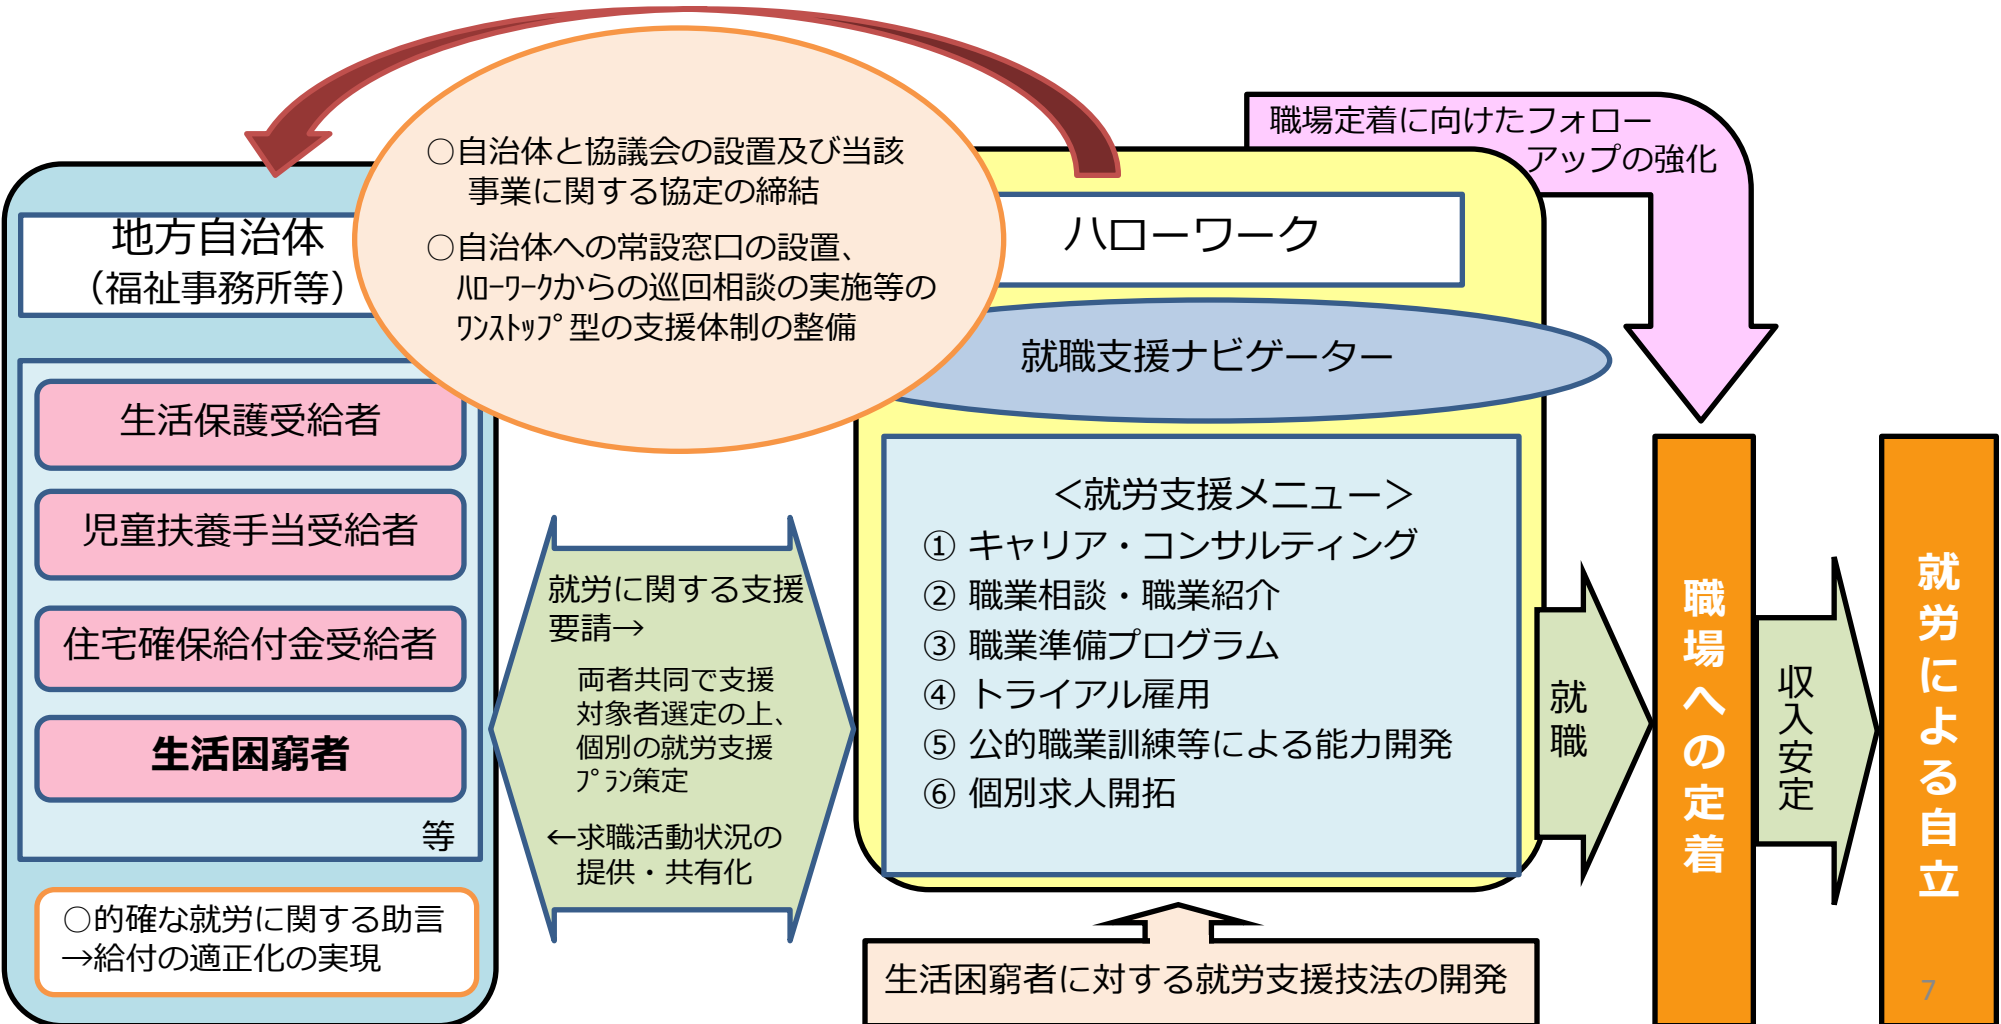 ○自治体と協議会の設置及び当該
事業に関する協定の締結
○自治体への常設窓口の設置、
ﾊﾛｰﾜｰｸからの巡回相談の実施等の
ﾜﾝｽﾄｯﾌﾟ型の支援体制の整備
職場定着に向けたフォロー
アップの強化
地方自治体
（福祉事務所等）
生活保護受給者
児童扶養手当受給者
住宅確保給付金受給者
生活困窮者
等
○的確な就労に関する助言
→給付の適正化の実現
就労に関する支援
要請→
両者共同で支援
対象者選定の上、
個別の就労支援
ﾌﾟﾗﾝ策定
←求職活動状況の
提供・共有化
ハローワーク
就職支援ナビゲーター
＜就労支援メニュー＞
① キャリア・コンサルティング
② 職業相談・職業紹介
③ 職業準備プログラム
④ トライアル雇用
⑤ 公的職業訓練等による能力開発
⑥ 個別求人開拓
生活困窮者に対する就労支援技法の開発
就職
職場への定着
収入安定
就労による自立
7